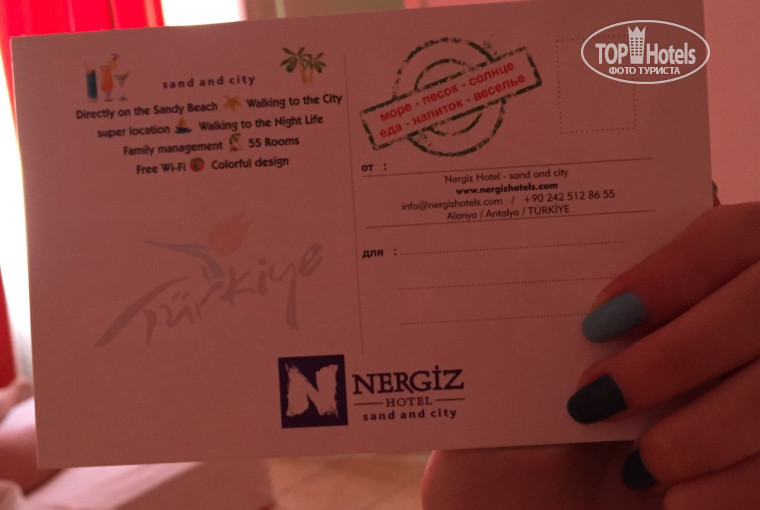 sand and city
Directly on the Sandy Beach Walking to the City
super location Walking to the Night Life
Family management 55 Rooms
Free Wi-Fi Colorful design
Türkiye
море - песок - солнце
еда - напиток - веселье
TOP Hotels
ФОТО ТУРИСТА
от :
Nergiz Hotel - sand and city
www.nergizhotels.com
info@nergizhotels.com / +90 242 512 86 55
Alanya / Antalya / TÜRKİYE
для :
N NERGİZ
HOTEL
sand and city